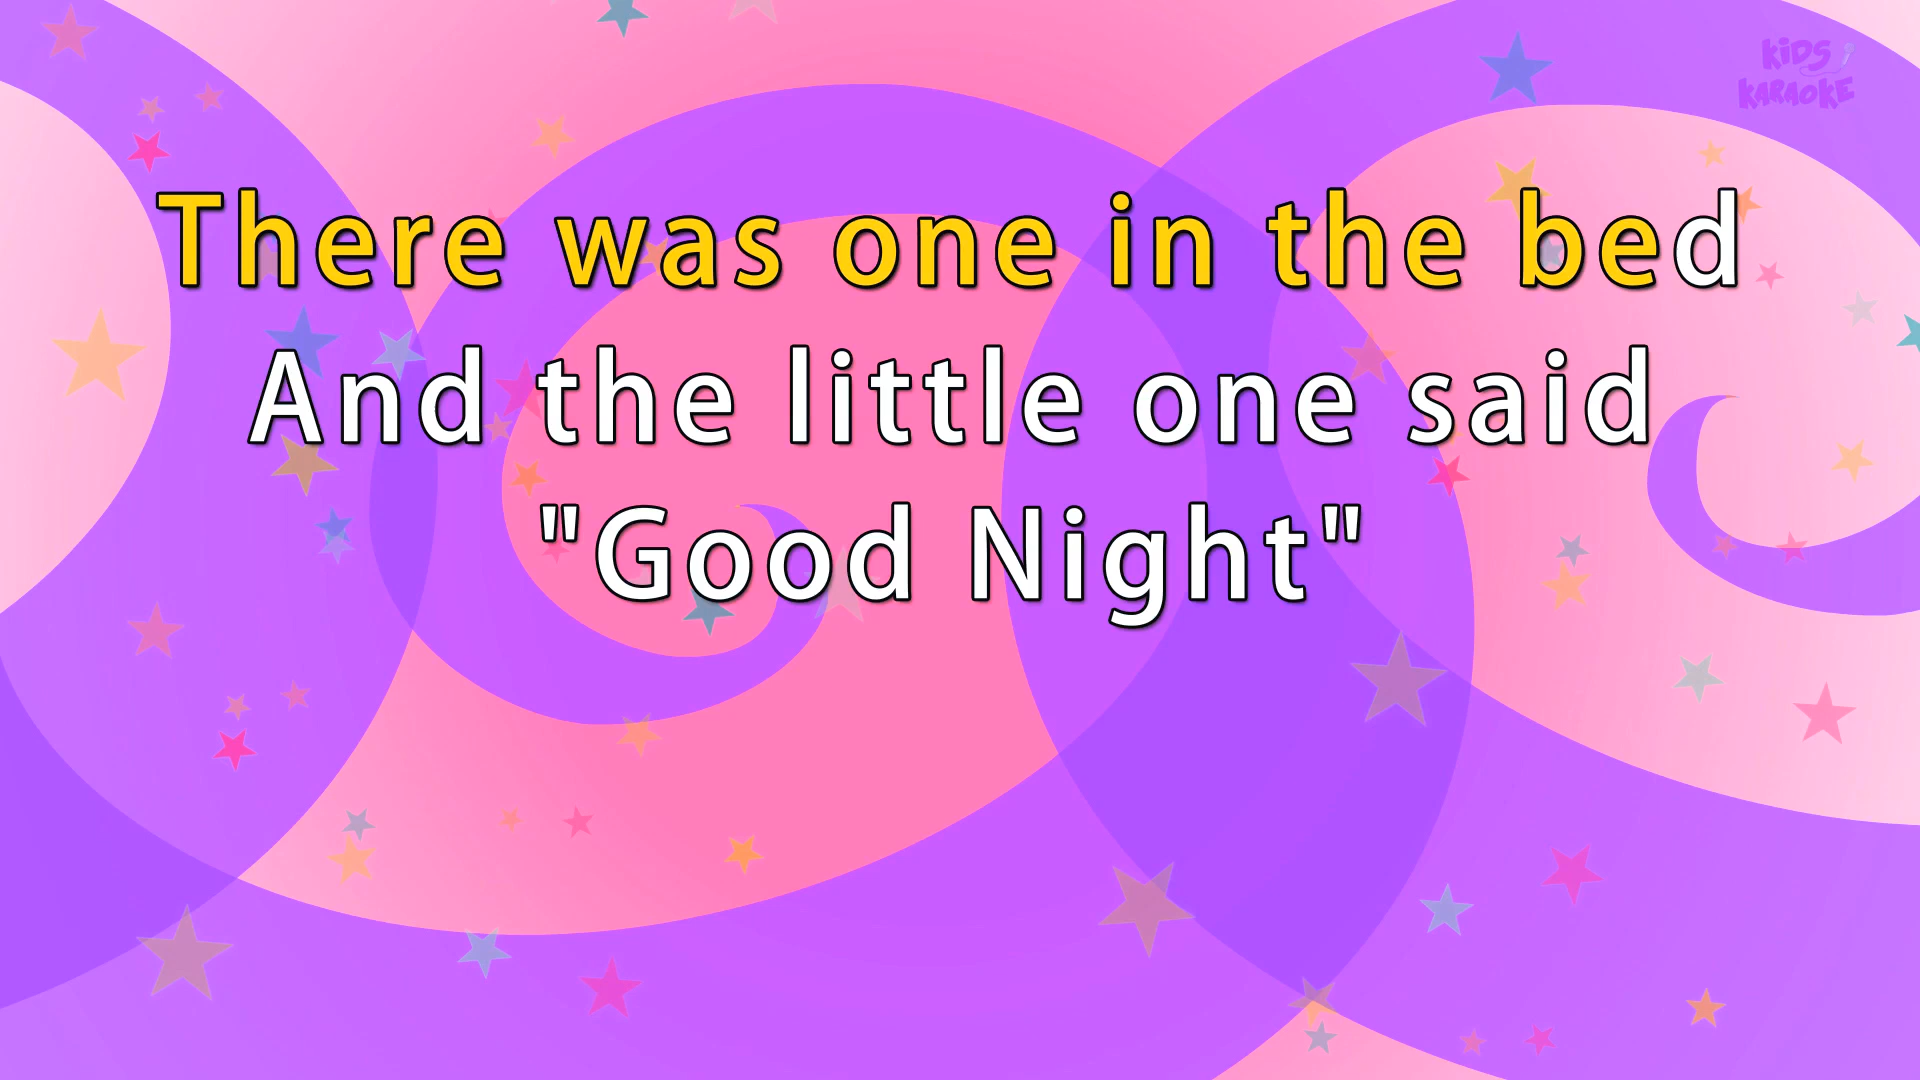 KiDS
KARAOKE
There was one in the bed
And the little one said
"Good Night"